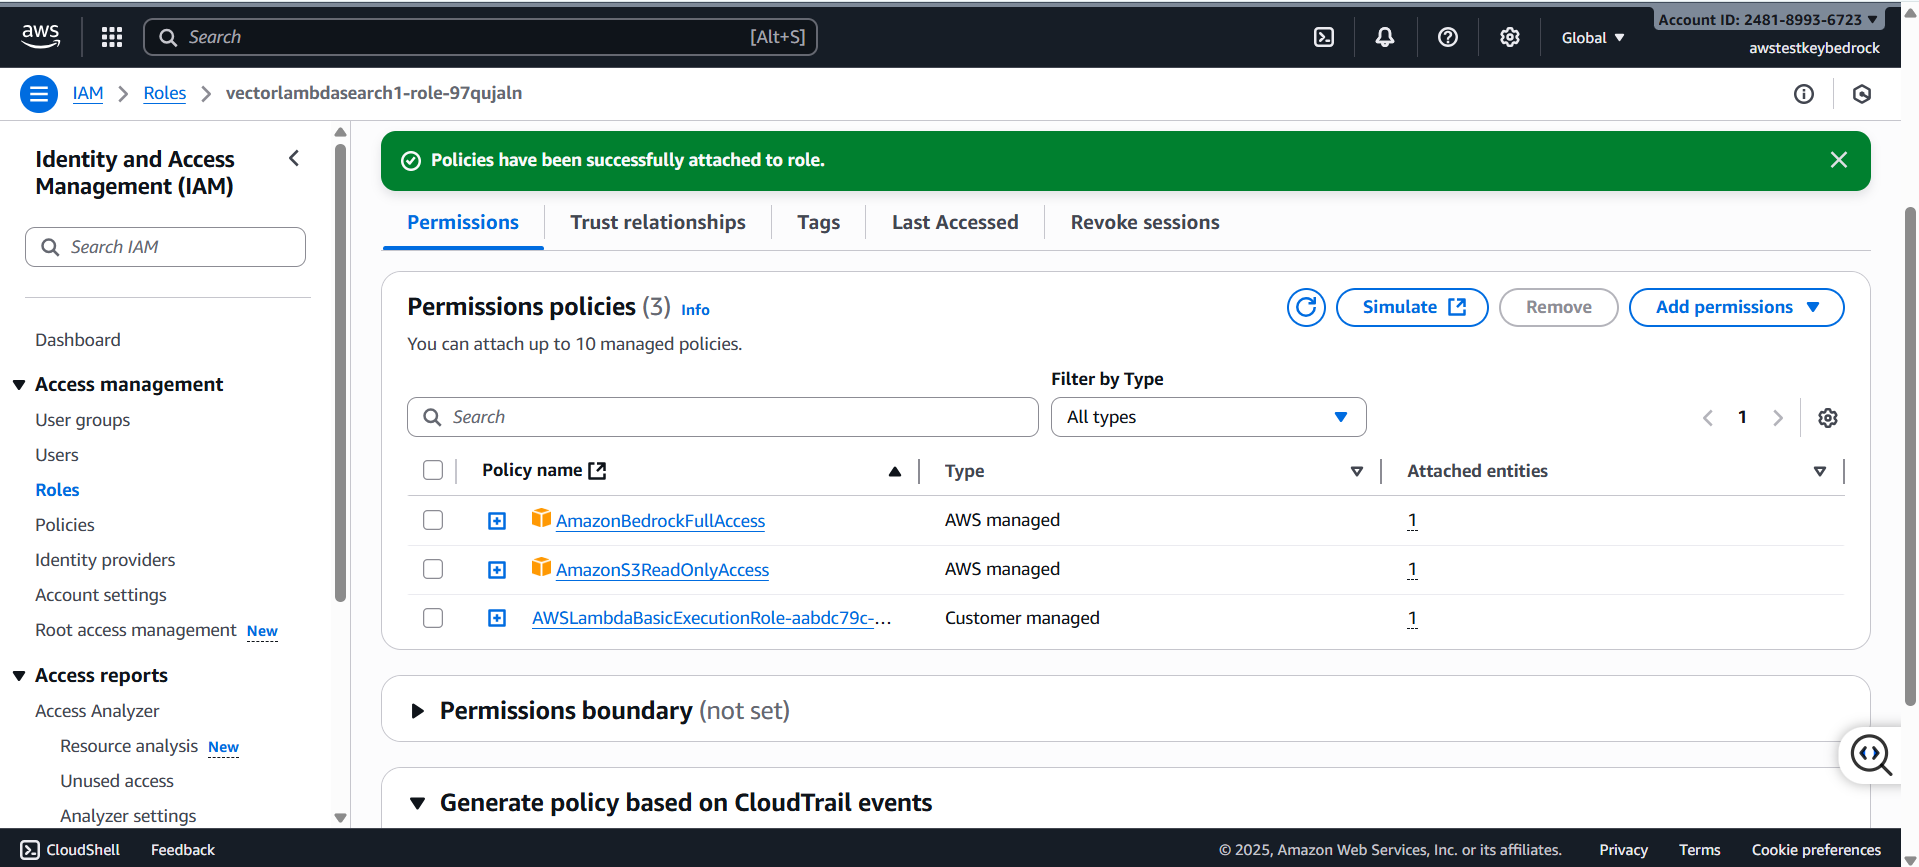 aws
Search [Alt+S]
Global
Account ID: 2481-8993-6723
awstestkeybedrock
IAM > Roles > vectorlambdasearch1-role-97qujaln
Identity and Access Management (IAM)
Search IAM
Dashboard
Access management
User groups
Users
Roles
Policies
Identity providers
Account settings
Root access management New
Access reports
Access Analyzer
Resource analysis New
Unused access
Analyzer settings
Policies have been successfully attached to role.
Permissions
Trust relationships
Tags
Last Accessed
Revoke sessions
Permissions policies (3) Info
Simulate
Remove
Add permissions
You can attach up to 10 managed policies.
Filter by Type
Search
All types
1
Policy name Type Attached entities
AmazonBedrockFullAccess AWS managed 1
AmazonS3ReadOnlyAccess AWS managed 1
AWSLambdaBasicExecutionRole-aabdc79c-... Customer managed 1
Permissions boundary (not set)
Generate policy based on CloudTrail events
CloudShell Feedback © 2025, Amazon Web Services, Inc. or its affiliates. Privacy Terms Cookie preferences